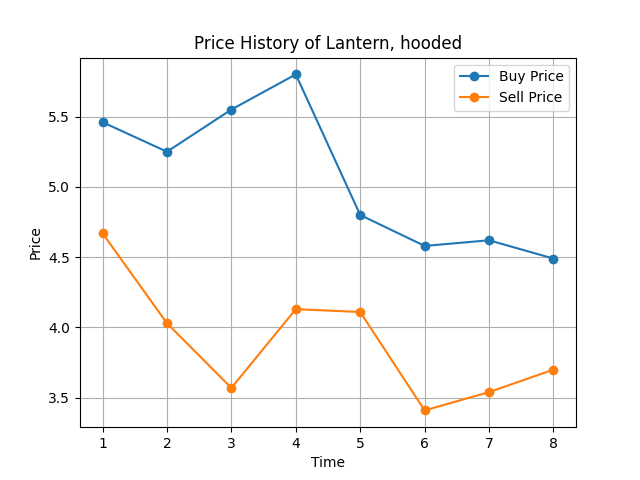 Price History of Lantern, hooded
Buy Price
Sell Price
5.5
5.0
4.5
4.0
3.5
Price
1 2 3 4 5 6 7 8
Time